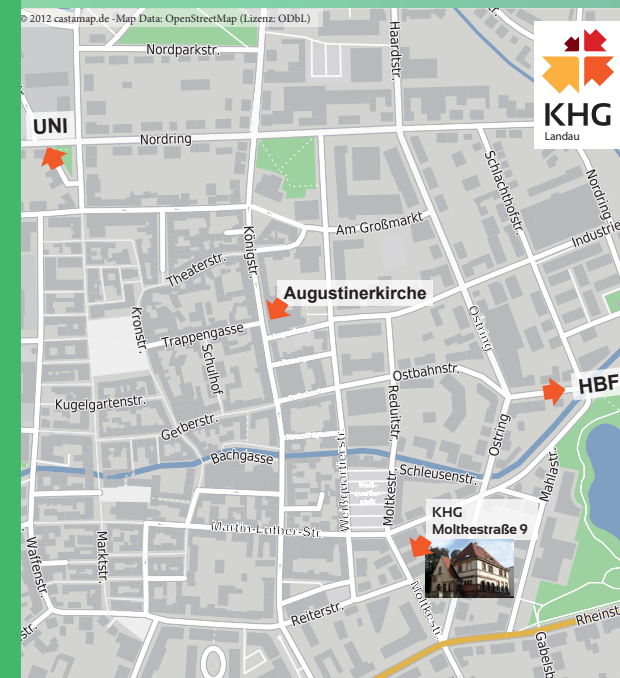 © 2012 castamap.de -Map Data: OpenStreetMap (Lizenz: ODbL)
Nordparkstr.
Haardtstr.
KHG
Landau
UNI
Nordring
Schlachthofstr.
Nordring
Am Großmarkt
Industrie
Königstr.
Theaterstr.
Augustinerkirche
Kronstr.
Trappengasse
Ostring
Schulhof
Ostbahnstr.
HBF
Kugelgartenstr.
Reduitstr.
Gerberstr.
Ostring
Bachgasse
Schleusenstr.
Mahlastr.
Weißquartierstr.
Moltkestr.
KHG
Moltkestraße 9
Martin-Luther-Str.
Waffenstr.
Marktstr.
Moltkestr.
Reiterstr.
Rheinst
str.
Gabelsb